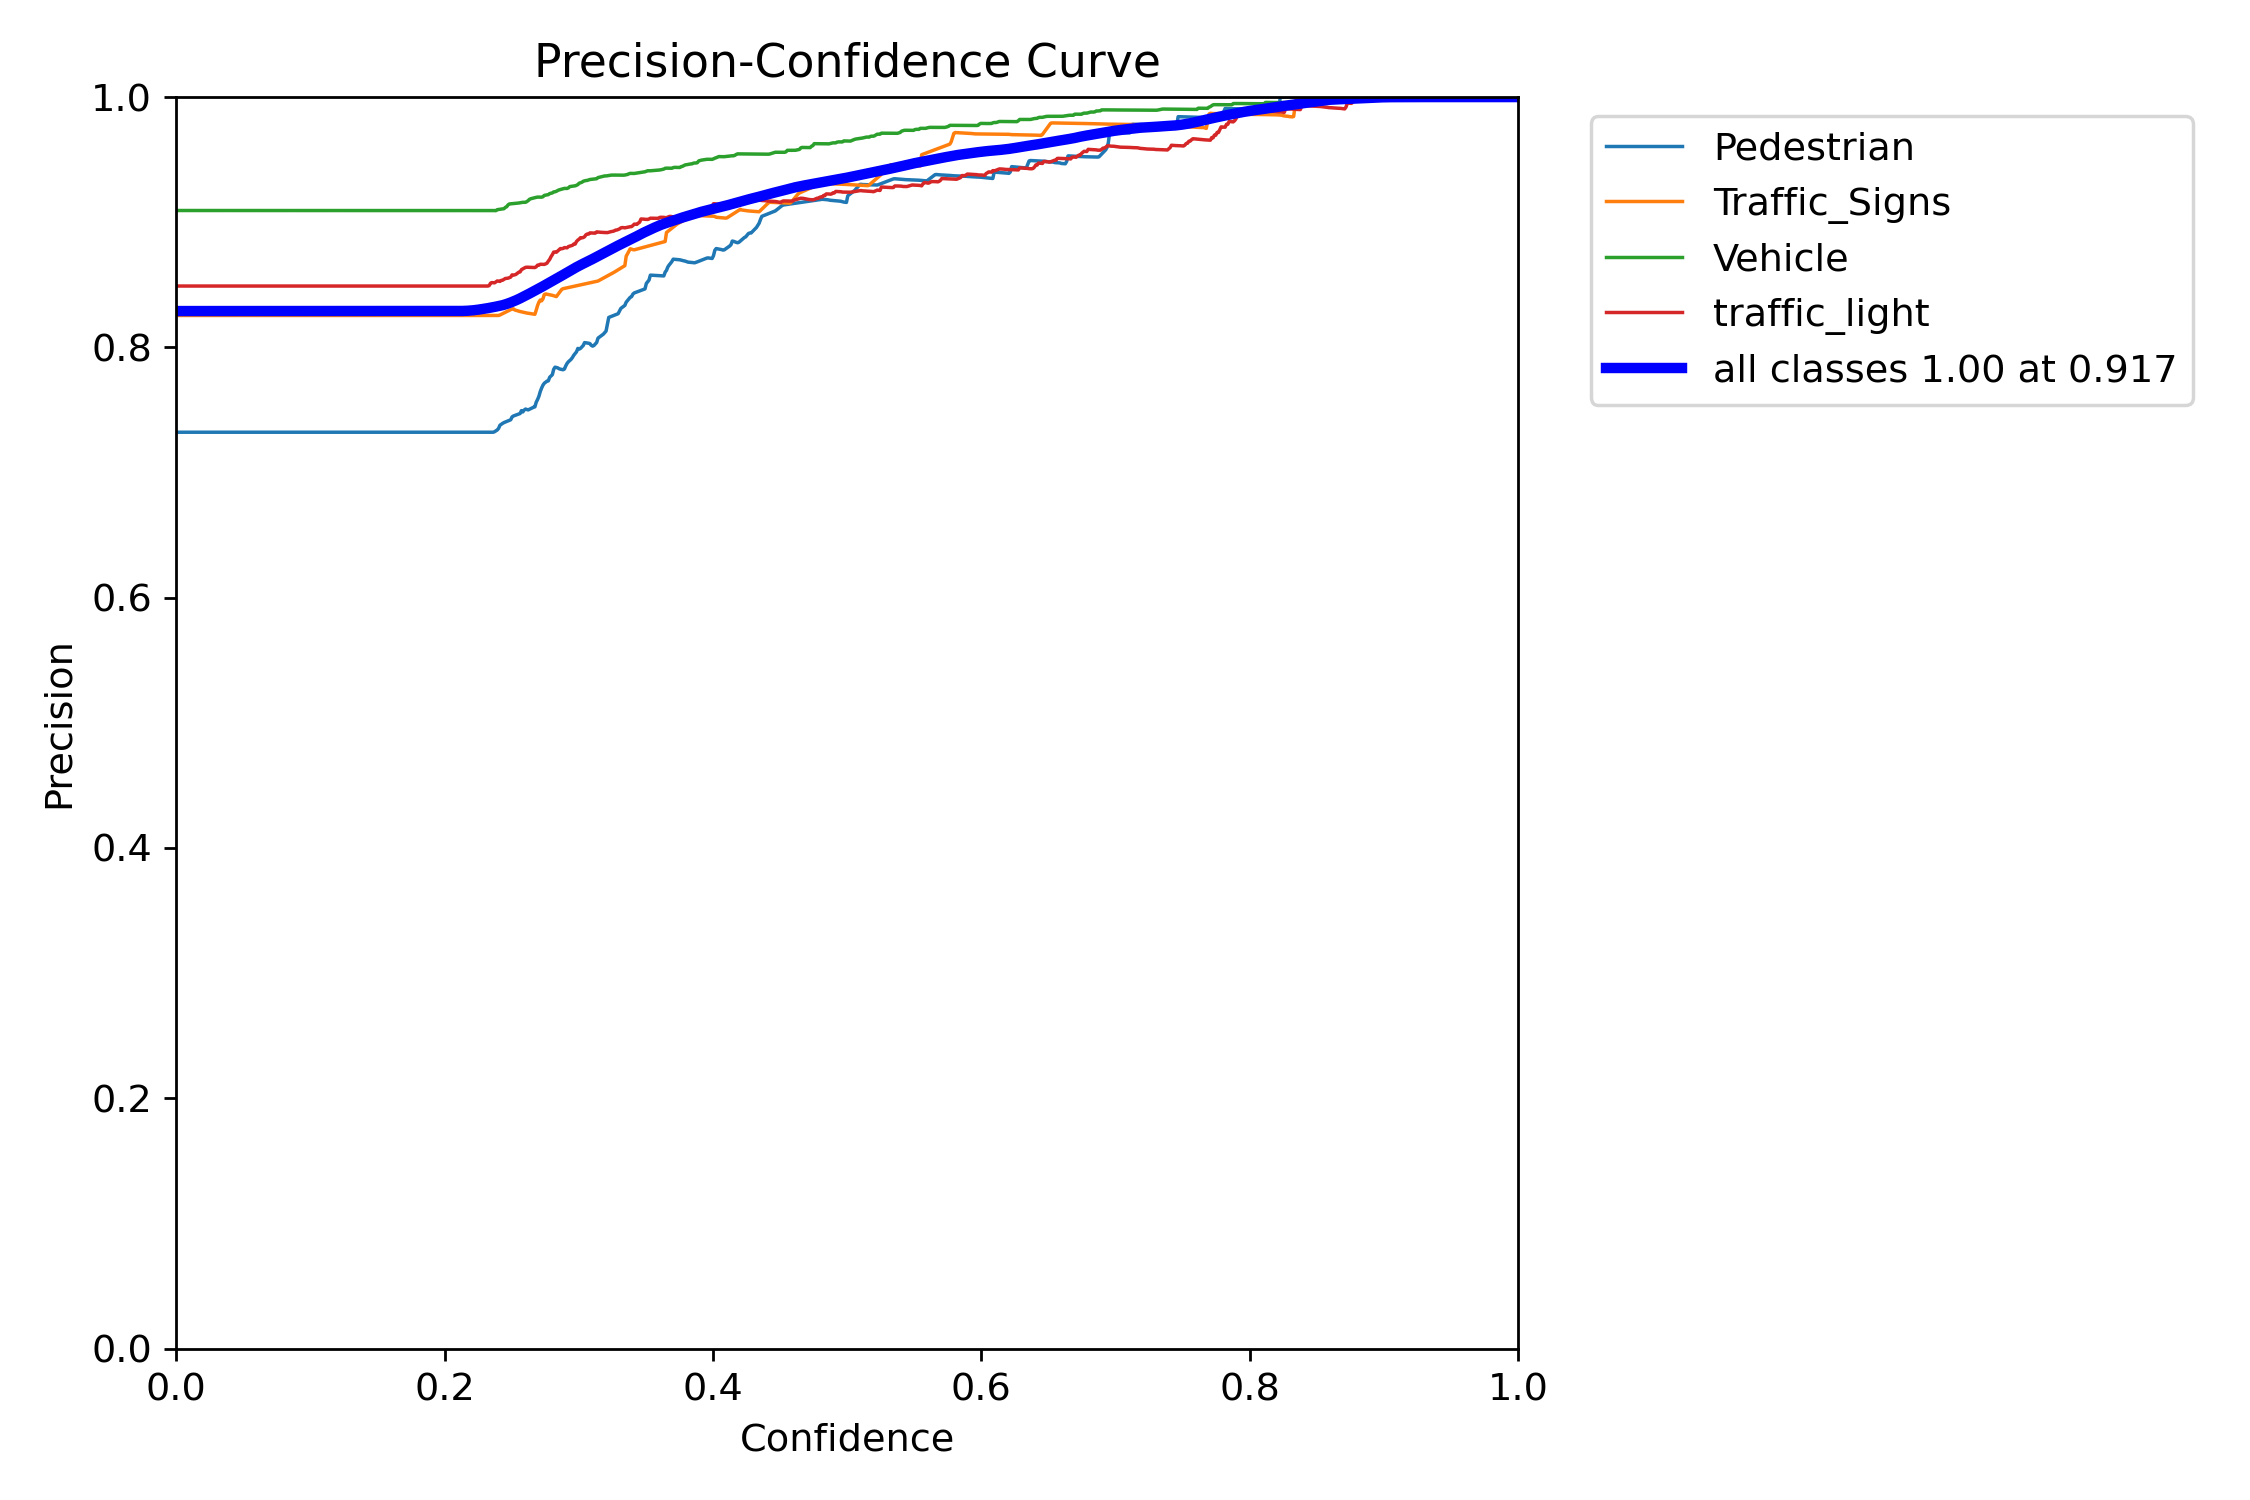 Precision-Confidence Curve
1.0
0.8
0.6
0.4
0.2
0.0
Precision
0.0 0.2 0.4 0.6 0.8 1.0
Confidence
Pedestrian
Traffic_Signs
Vehicle
traffic_light
all classes 1.00 at 0.917